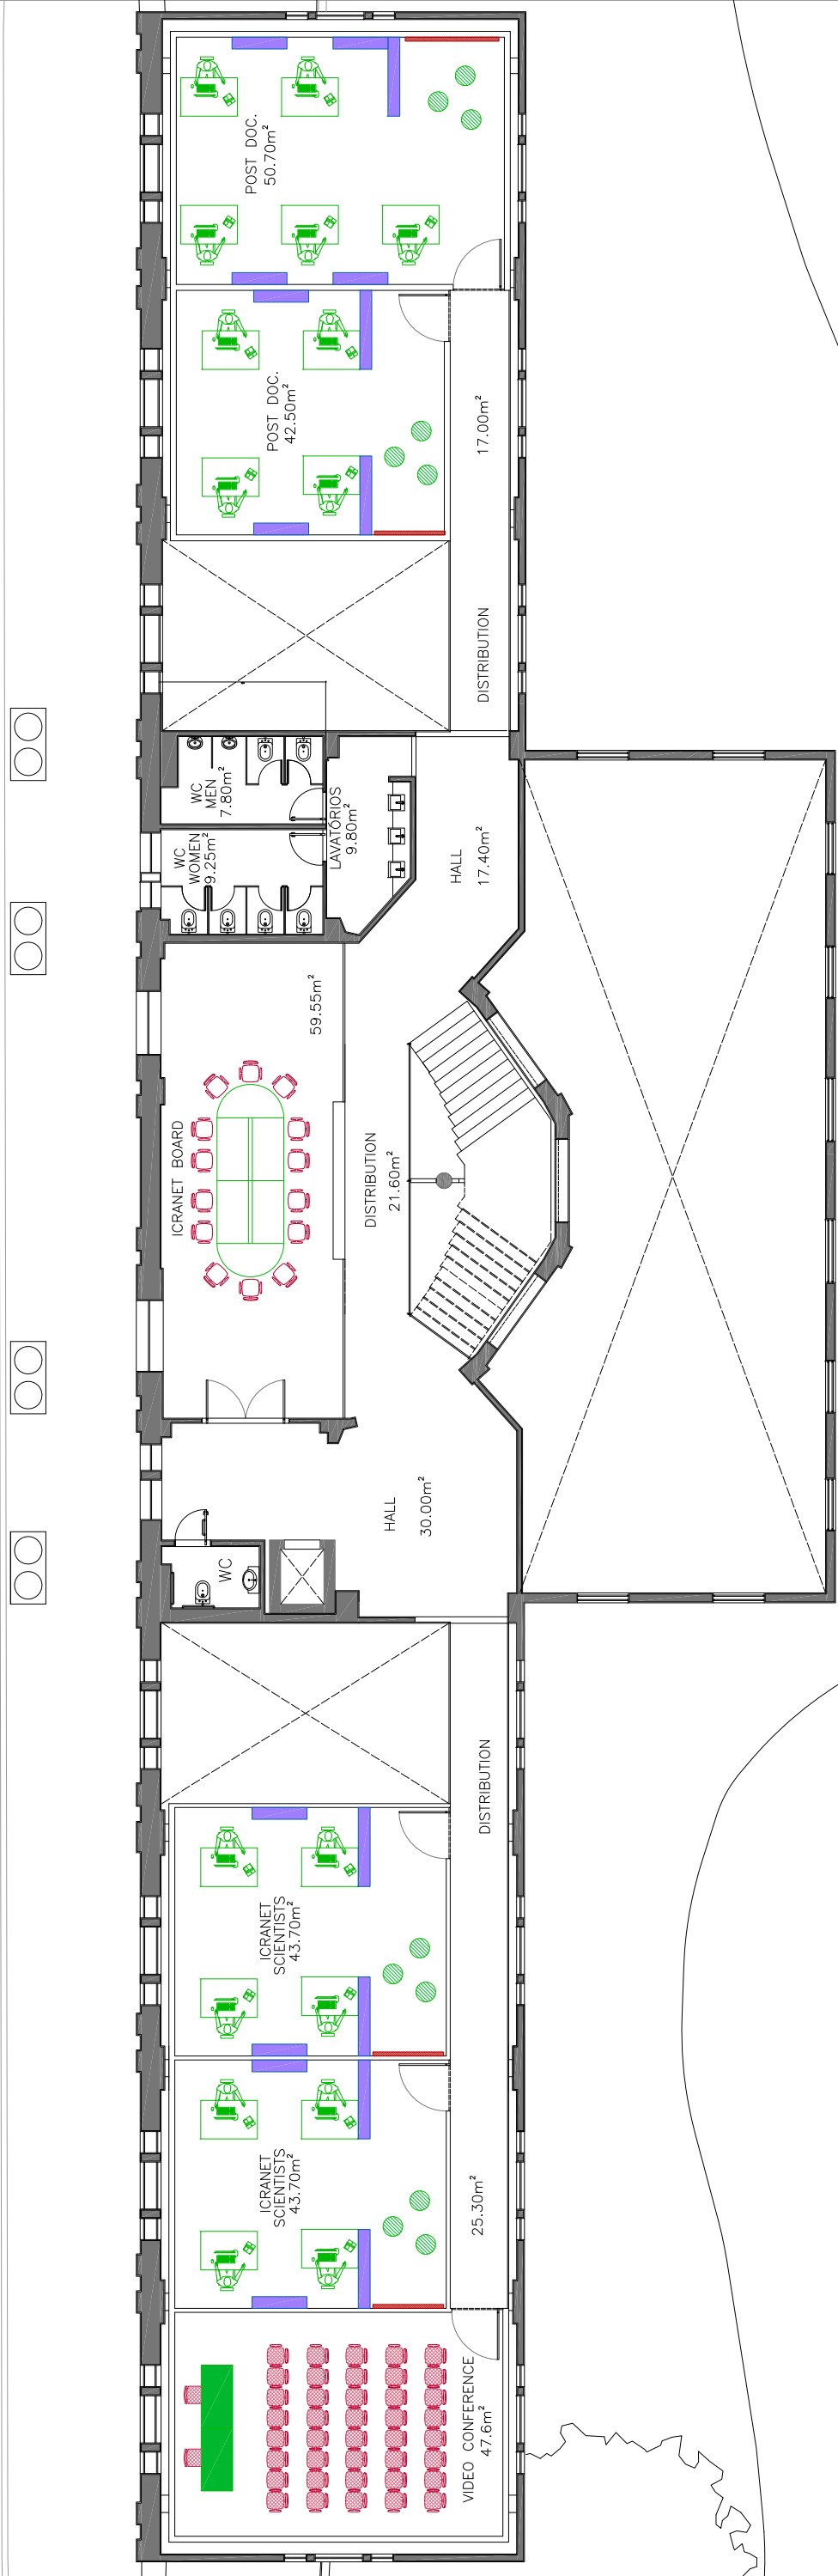 POST DOC.
50.70m²
POST DOC.
42.50m²
17.00m²
DISTRIBUTION
WC
MEN
7.80m²
LAVATÓRIOS
9.80m²
WC
WOMEN
9.25m²
HALL
17.40m²
59.55m²
ICRANET BOARD
DISTRIBUTION
21.60m²
HALL
30.00m²
WC
DISTRIBUTION
ICRANET
SCIENTISTS
43.70m²
ICRANET
SCIENTISTS
43.70m²
25.30m²
VIDEO CONFERENCE
47.6m²